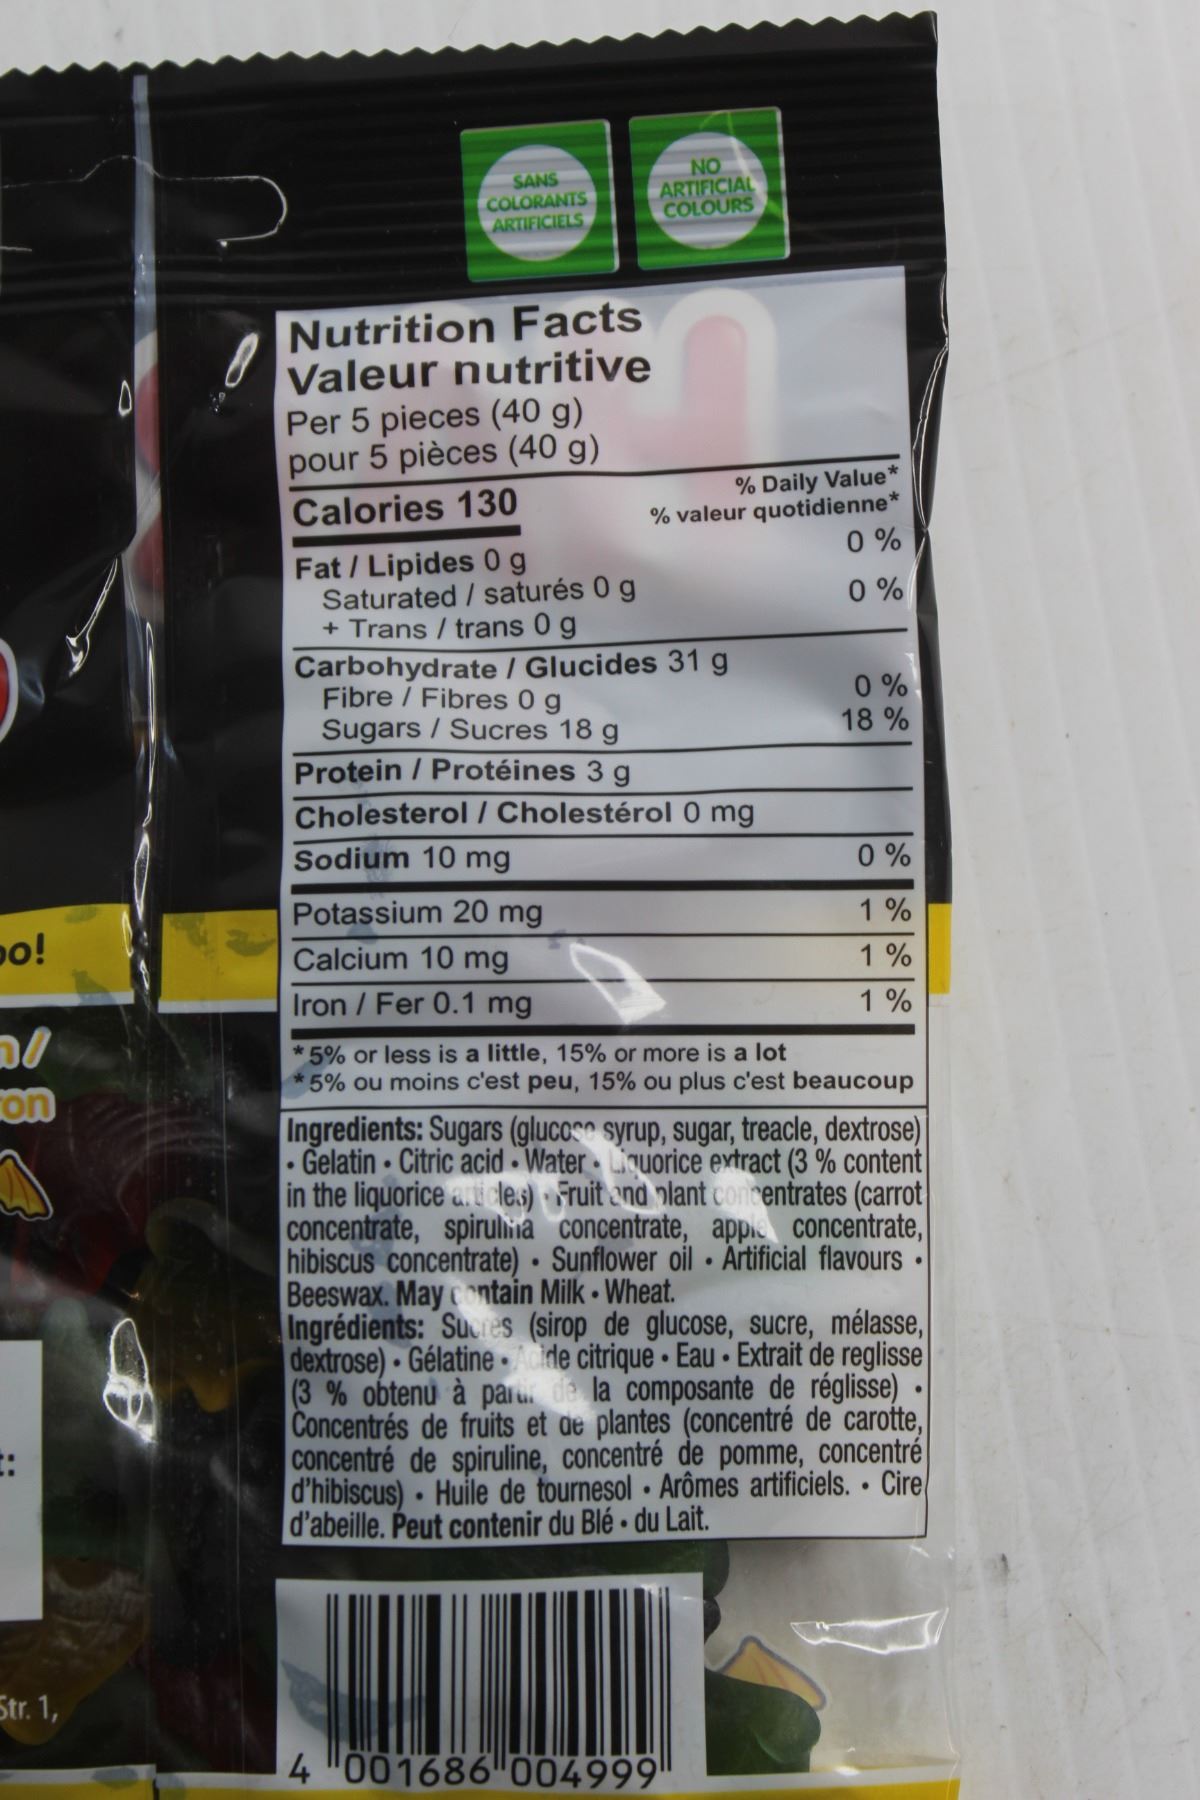 SANS
COLORANTS
ARTIFICIELS
NO
ARTIFICIAL
COLOURS
Nutrition Facts
Valeur nutritive
Per 5 pieces (40 g)
pour 5 pièces (40 g)
% Daily Value*
Calories 130 % valeur quotidienne*
Fat / Lipides 0 g 0 %
Saturated / saturés 0 g 0 %
+ Trans / trans 0 g
Carbohydrate / Glucides 31 g
Fibre / Fibres 0 g 0 %
Sugars / Sucres 18 g 18 %
Protein / Protéines 3 g
Cholesterol / Cholestérol 0 mg
Sodium 10 mg 0 %
Potassium 20 mg 1 %
Calcium 10 mg 1 %
Iron / Fer 0.1 mg 1 %
* 5% or less is a little, 15% or more is a lot
* 5% ou moins c'est peu, 15% ou plus c'est beaucoup
Ingredients: Sugars (glucose syrup, sugar, treacle, dextrose)
• Gelatin • Citric acid • Water • Liquorice extract (3 % content
in the liquorice articles) • Fruit and plant concentrates (carrot
concentrate, spirulina concentrate, apple concentrate,
hibiscus concentrate) • Sunflower oil • Artificial flavours •
Beeswax. May contain Milk • Wheat.
Ingrédients: Sucres (sirop de glucose, sucre, mélasse,
dextrose) • Gélatine • Acide citrique • Eau • Extrait de reglisse
(3 % obtenu à partir de la composante de réglisse) •
Concentrés de fruits et de plantes (concentré de carotte,
concentré de spiruline, concentré de pomme, concentré
d'hibiscus) • Huile de tournesol • Arômes artificiels. • Cire
d'abeille. Peut contenir du Blé • du Lait.
Str. 1,
4 001686 004999